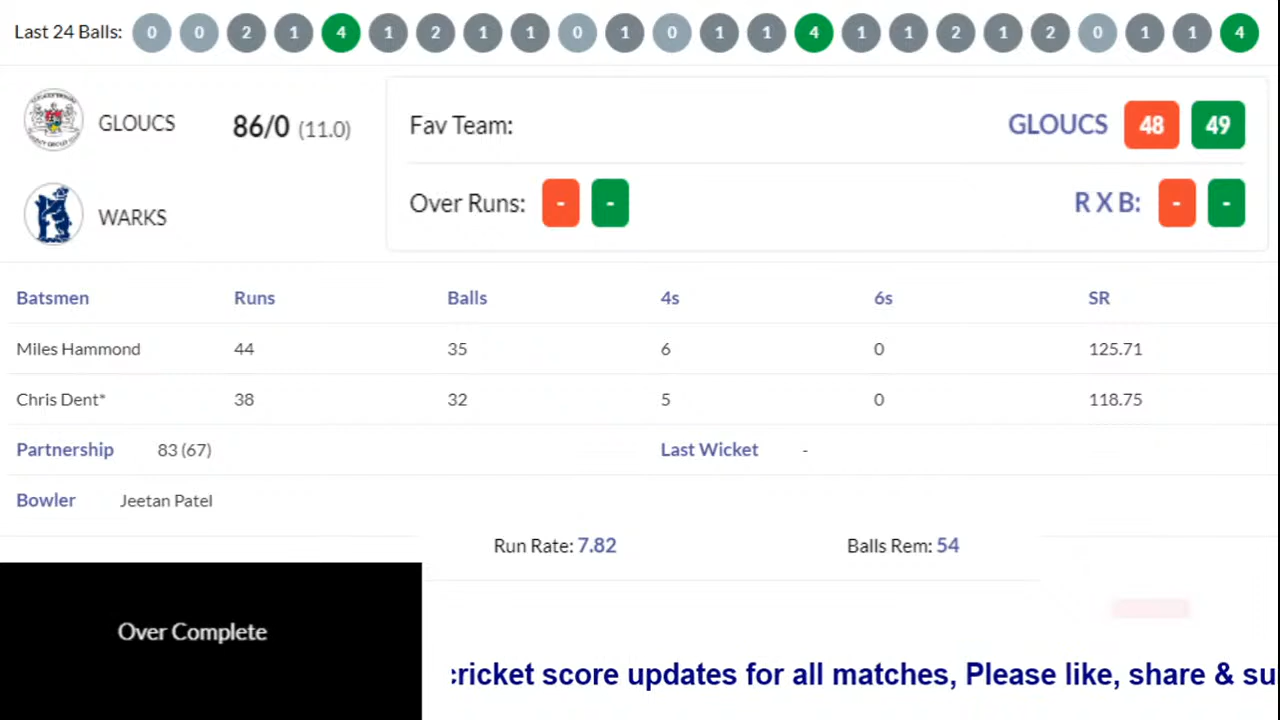 Last 24 Balls: 0 0 2 1 4 1 2 1 1 0 1 0 1 1 4 1 1 2 1 2 0 1 1 4
GLOUCS 86/0 (11.0)
WARKS
Fav Team: GLOUCS 48 49
Over Runs: - - R X B: - -
Batsmen Runs Balls 4s 6s SR
Miles Hammond 44 35 6 0 125.71
Chris Dent* 38 32 5 0 118.75
Partnership 83 (67) Last Wicket -
Bowler Jeetan Patel
Run Rate: 7.82 Balls Rem: 54
Over Complete
cricket score updates for all matches, Please like, share & su